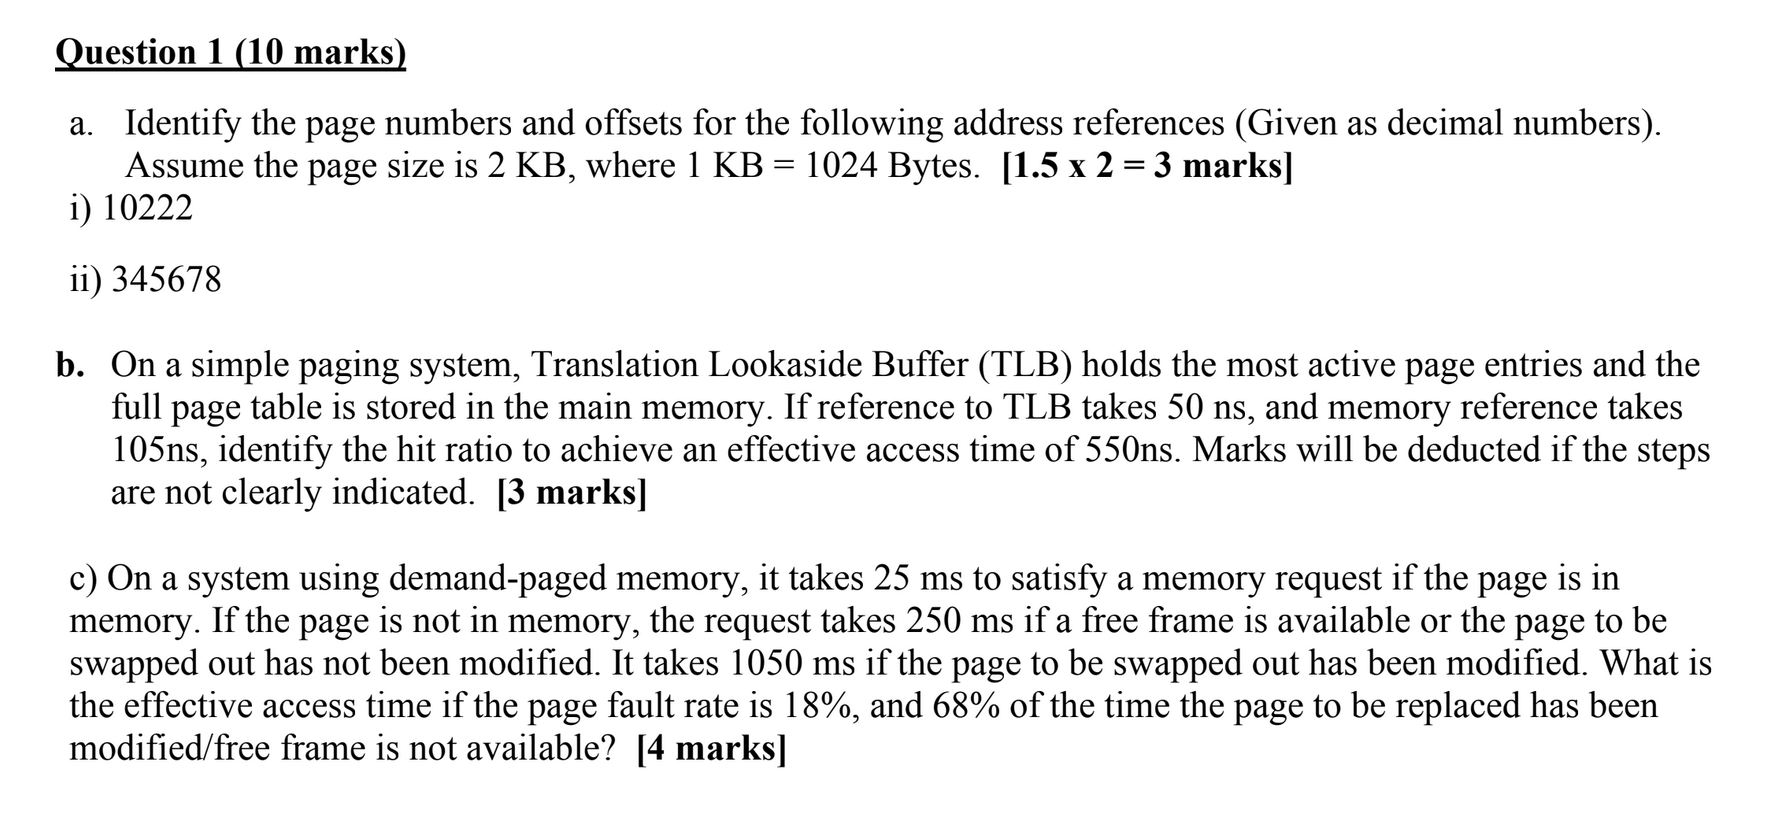 Question 1 (10 marks)
a. Identify the page numbers and offsets for the following address references (Given as decimal numbers).
Assume the page size is 2 KB, where 1 KB = 1024 Bytes. [1.5 x 2 = 3 marks]
i) 10222
ii) 345678
b. On a simple paging system, Translation Lookaside Buffer (TLB) holds the most active page entries and the
full page table is stored in the main memory. If reference to TLB takes 50 ns, and memory reference takes
105ns, identify the hit ratio to achieve an effective access time of 550ns. Marks will be deducted if the steps
are not clearly indicated. [3 marks]
c) On a system using demand-paged memory, it takes 25 ms to satisfy a memory request if the page is in
memory. If the page is not in memory, the request takes 250 ms if a free frame is available or the page to be
swapped out has not been modified. It takes 1050 ms if the page to be swapped out has been modified. What is
the effective access time if the page fault rate is 18%, and 68% of the time the page to be replaced has been
modified/free frame is not available? [4 marks]